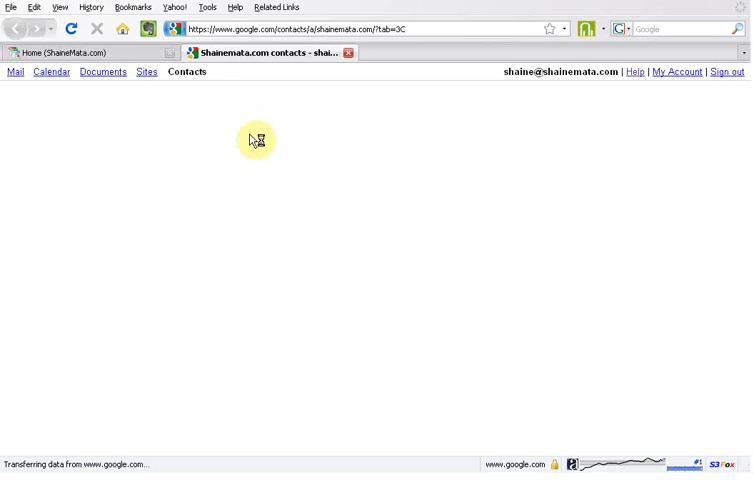 File Edit View History Bookmarks Yahoo! Tools Help Related Links
https://www.google.com/contacts/a/shainemata.com/?tab=3C
Google
Home (ShaineMata.com)
Shainemata.com contacts - shai...
Mail Calendar Documents Sites Contacts
shaine@shainemata.com | Help | My Account | Sign out
Transferring data from www.google.com...
www.google.com
#1
S3Fox